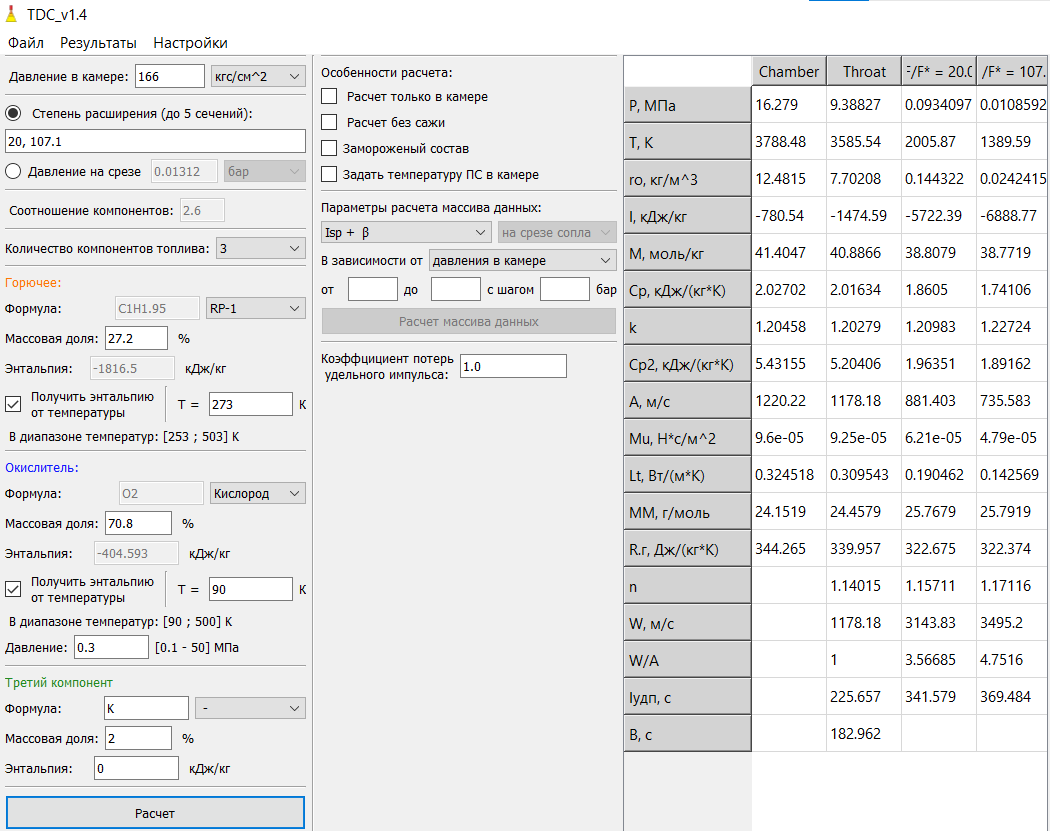 TDC_v1.4
Файл Результаты Настройки
Давление в камере: 166 кгс/см^2
Степень расширения (до 5 сечений):
20, 107.1
Давление на срезе 0.01312 бар
Соотношение компонентов: 2.6
Количество компонентов топлива: 3
Горючее:
Формула: C1H1.95 RP-1
Массовая доля: 27.2 %
Энтальпия: -1816.5 кДж/кг
Получить энтальпию
от температуры T = 273 K
В диапазоне температур: [253 ; 503] К
Окислитель:
Формула: O2 Кислород
Массовая доля: 70.8 %
Энтальпия: -404.593 кДж/кг
Получить энтальпию
от температуры T = 90 K
В диапазоне температур: [90 ; 500] К
Давление: 0.3 [0.1 - 50] МПа
Третий компонент
Формула: K -
Массовая доля: 2 %
Энтальпия: 0 кДж/кг
Расчет
Особенности расчета:
Расчет только в камере
Расчет без сажи
Замороженый состав
Задать температуру ПС в камере
Параметры расчета массива данных:
Isp + β на срезе сопла
В зависимости от давления в камере
от до с шагом бар
Расчет массива данных
Коэффциициент потерь
удельного импульса: 1.0
Chamber Throat F/F* = 20.0 /F* = 107.
P, МПа 16.279 9.38827 0.0934097 0.0108592
T, К 3788.48 3585.54 2005.87 1389.59
ro, кг/м^3 12.4815 7.70208 0.144322 0.0242415
I, кДж/кг -780.54 -1474.59 -5722.39 -6888.77
M, моль/кг 41.4047 40.8866 38.8079 38.7719
Cp, кДж/(кг*К) 2.02702 2.01634 1.8605 1.74106
k 1.20458 1.20279 1.20983 1.22724
Cp2, кДж/(кг*К) 5.43155 5.20406 1.96351 1.89162
A, м/с 1220.22 1178.18 881.403 735.583
Mu, Н*с/м^2 9.6e-05 9.25e-05 6.21e-05 4.79e-05
Lt, Вт/(м*К) 0.324518 0.309543 0.190462 0.142569
MM, г/моль 24.1519 24.4579 25.7679 25.7919
R.г, Дж/(кг*К) 344.265 339.957 322.675 322.374
n 1.14015 1.15711 1.17116
W, м/с 1178.18 3143.83 3495.2
W/A 1 3.56685 4.7516
Iудп, с 225.657 341.579 369.484
B, с 182.962